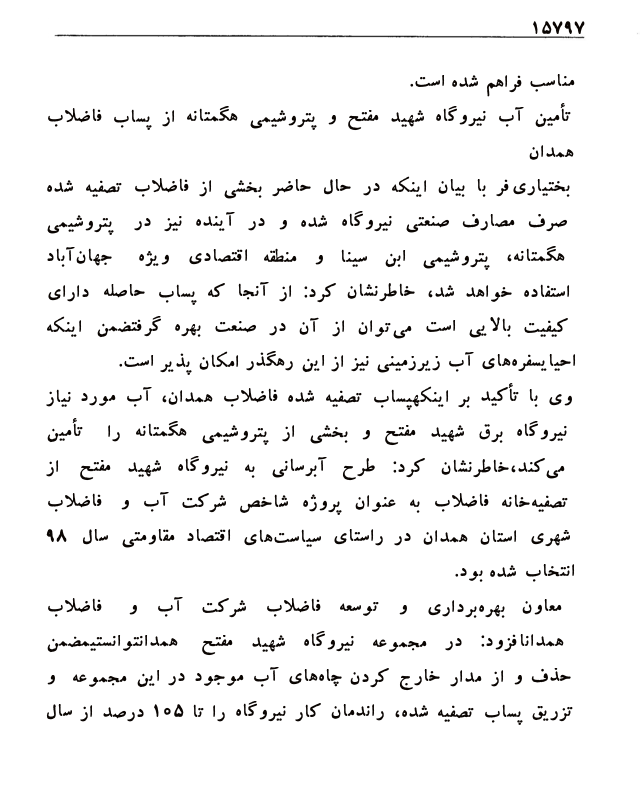 ۱۵۷۹۷
مناسب فراهم شده است.
تأمین آب نیروگاه شهید مفتح و پتروشیمی هگمتانه از پساب فاضلاب
همدان
بختیاری‌فر با بیان اینکه در حال حاضر بخشی از فاضلاب تصفیه شده
صرف مصارف صنعتی نیروگاه شده و در آینده نیز در پتروشیمی
هگمتانه، پتروشیمی ابن سینا و منطقه اقتصادی ویژه جهان‌آباد
استفاده خواهد شد، خاطرنشان کرد: از آنجا که پساب حاصله دارای
کیفیت بالایی است می‌توان از آن در صنعت بهره گرفتضمن اینکه
احیایسفره‌های آب زیرزمینی نیز از این رهگذر امکان پذیر است.
وی با تأکید بر اینکهپساب تصفیه شده فاضلاب همدان، آب مورد نیاز
نیروگاه برق شهید مفتح و بخشی از پتروشیمی هگمتانه را تأمین
می‌کند،خاطرنشان کرد: طرح آبرسانی به نیروگاه شهید مفتح از
تصفیه‌خانه فاضلاب به عنوان پروژه شاخص شرکت آب و فاضلاب
شهری استان همدان در راستای سیاست‌های اقتصاد مقاومتی سال ۹۸
انتخاب شده بود.
معاون بهره‌برداری و توسعه فاضلاب شرکت آب و فاضلاب
همدانافزود: در مجموعه نیروگاه شهید مفتح همدانتوانستیمضمن
حذف و از مدار خارج کردن چاه‌های آب موجود در این مجموعه و
تزریق پساب تصفیه شده، راندمان کار نیروگاه را تا ۱۰۵ درصد از سال